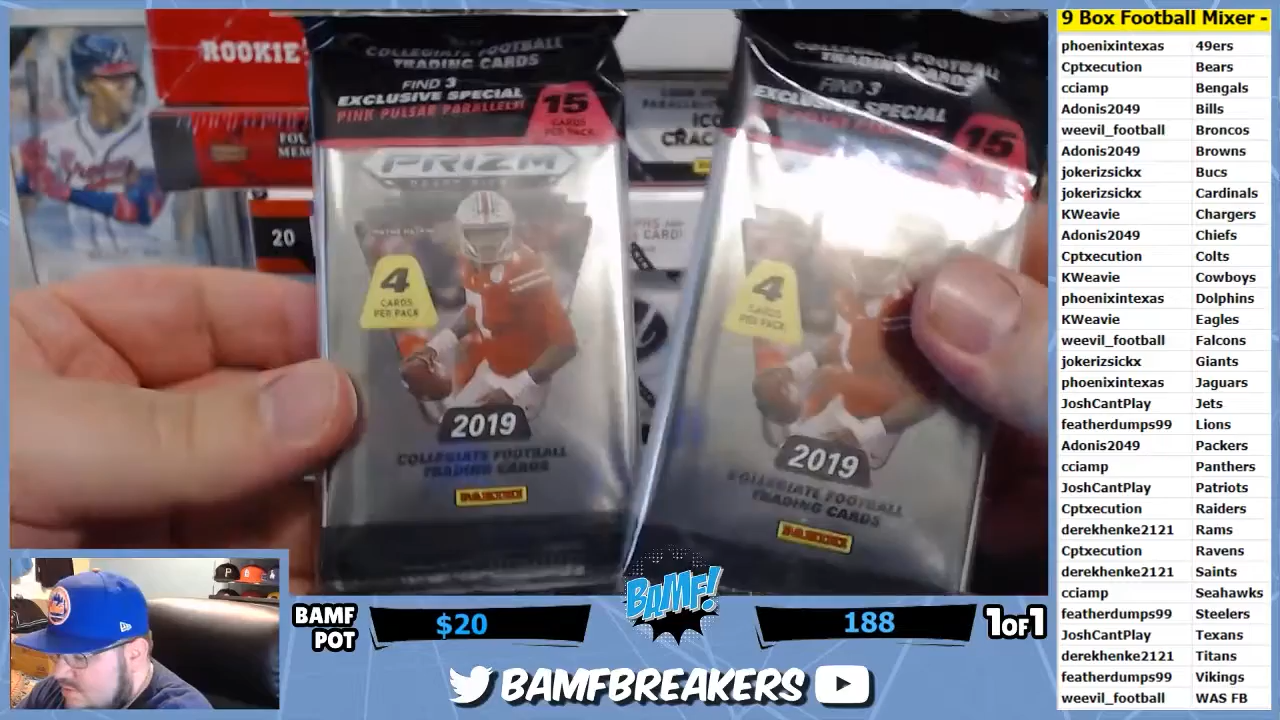 COLLEGIATE FOOTBALL
TRADING CARDS
FIND 3
EXCLUSIVE SPECIAL
PINK PULSAR PARALLELS!
15
CARDS
PER PACK
PRIZM
DRAFT PICKS
4
CARDS
PER PACK
2019
COLLEGIATE FOOTBALL
TRADING CARDS
PANINI
COLLEGIATE FOOTBALL
TRADING CARDS
FIND 3
EXCLUSIVE SPECIAL
15
4
CARDS
PER PACK
2019
COLLEGIATE FOOTBALL
TRADING CARDS
PANINI
ROOKIE
20
9 Box Football Mixer -
phoenixintexas 49ers
Cptxecution Bears
cciamp Bengals
Adonis2049 Bills
weevil_football Broncos
Adonis2049 Browns
jokerizsickx Bucs
jokerizsickx Cardinals
KWeavie Chargers
Adonis2049 Chiefs
Cptxecution Colts
KWeavie Cowboys
phoenixintexas Dolphins
KWeavie Eagles
weevil_football Falcons
jokerizsickx Giants
phoenixintexas Jaguars
JoshCantPlay Jets
featherdumps99 Lions
Adonis2049 Packers
cciamp Panthers
JoshCantPlay Patriots
Cptxecution Raiders
derekhenke2121 Rams
Cptxecution Ravens
derekhenke2121 Saints
cciamp Seahawks
featherdumps99 Steelers
JoshCantPlay Texans
derekhenke2121 Titans
featherdumps99 Vikings
weevil_football WAS FB
BAMF
POT
$20
BAMF!
188
1OF1
BAMFBREAKERS